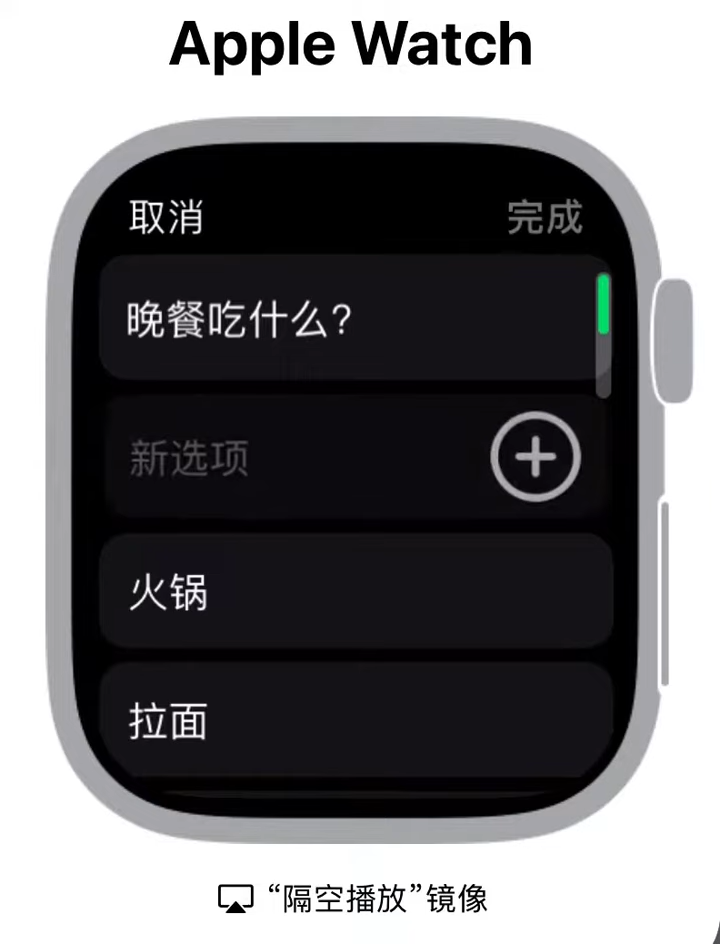 Apple Watch
取消 完成
晚餐吃什么?
新选项
火锅
拉面
“隔空播放”镜像